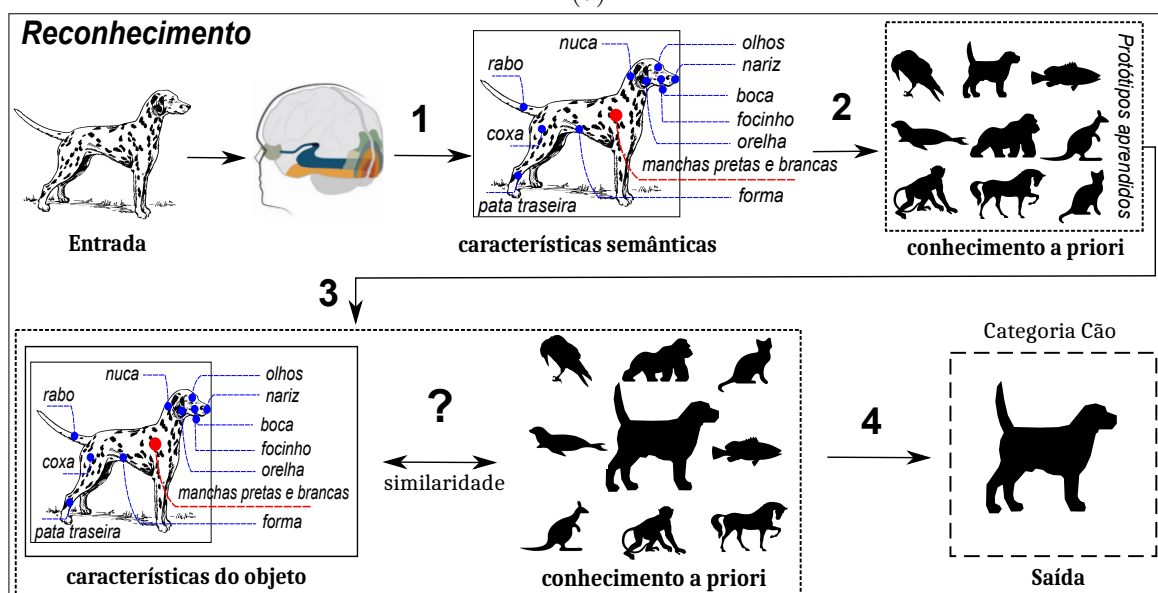 Reconhecimento
Entrada
1
nuca
olhos
rabo
nariz
boca
coxa
focinho
orelha
manchas pretas e brancas
pata traseira
forma
características semânticas
2
Protótipos aprendidos
conhecimento a priori
3
nuca
olhos
rabo
nariz
boca
coxa
focinho
orelha
manchas pretas e brancas
pata traseira
forma
características do objeto
?
similaridade
conhecimento a priori
4
Categoria Cão
Saída